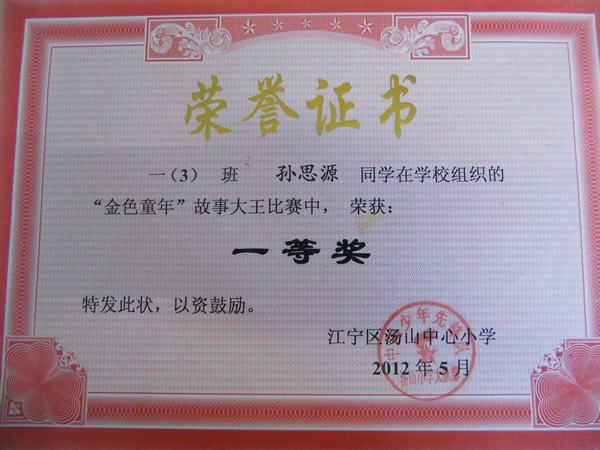 荣誉证书
一（3） 班 孙思源 同学在学校组织的
“金色童年”故事大王比赛中， 荣获：
一等奖
特发此状，以资鼓励。
江宁区汤山中心小学
2012 年 5 月